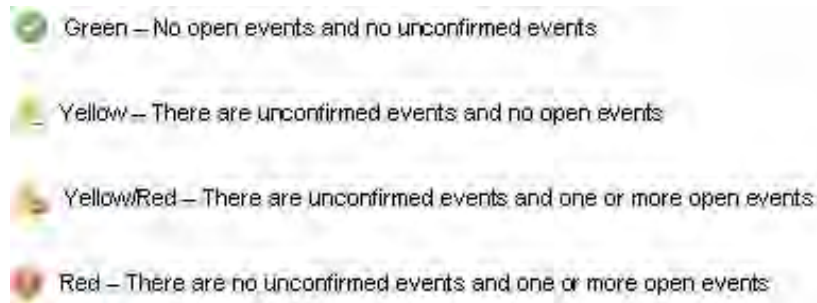 Green – No open events and no unconfirmed events
Yellow – There are unconfirmed events and no open events
Yellow/Red – There are unconfirmed events and one or more open events
Red – There are no unconfirmed events and one or more open events